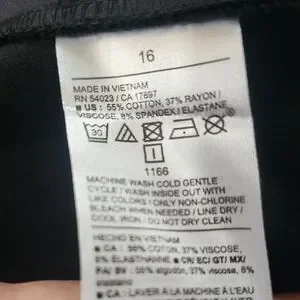 16
MADE IN VIETNAM
RN 54023 / CA 17897
■ US : 55% COTTON, 37% RAYON /
VISCOSE, 8% SPANDEX / ELASTANE
30
I
1166
MACHINE WASH COLD GENTLE
CYCLE / WASH INSIDE OUT WITH
LIKE COLORS / ONLY NON-CHLORINE
BLEACH WHEN NEEDED / LINE DRY /
COOL IRON / DO NOT DRY CLEAN
HECHO EN VIETNAM
■ CA : 55% COTON, 37% VISCOSE,
8% ELASTHANNE ■ CR/ EC/ GT/ MX/
PA/ SV : 55% algodón, 37% viscosa, 8%
elastano
■ CA : LAVER À LA MACHINE À L'EAU